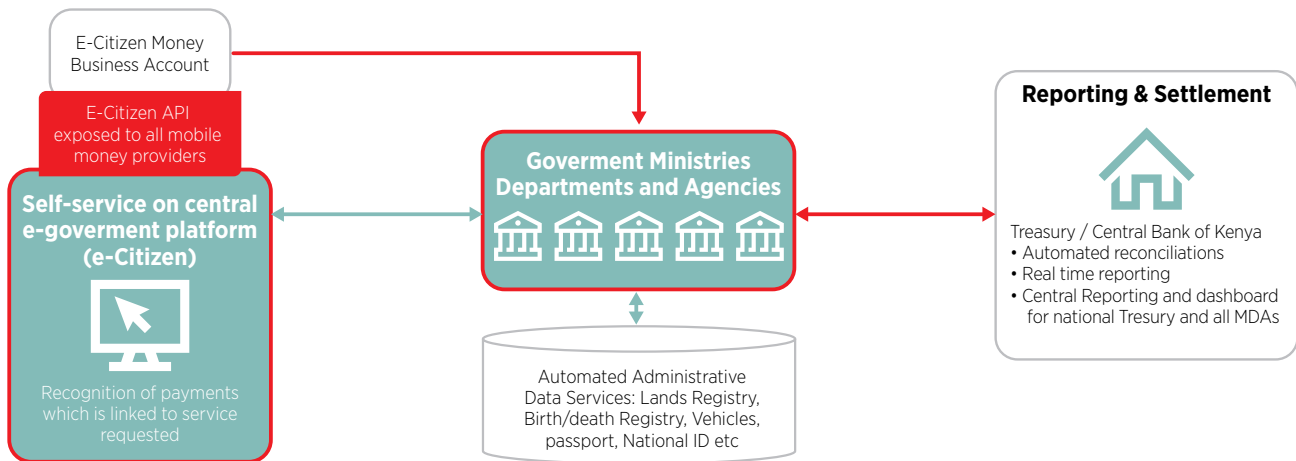 E-Citizen Money
Business Account
E-Citizen API
exposed to all mobile
money providers
Self-service on central
e-goverment platform
(e-Citizen)
Recognition of payments
which is linked to service
requested
Goverment Ministries
Departments and Agencies
Automated Administrative
Data Services: Lands Registry,
Birth/death Registry, Vehicles,
passport, National ID etc
Reporting & Settlement
Treasury / Central Bank of Kenya
• Automated reconciliations
• Real time reporting
• Central Reporting and dashboard
for national Tresury and all MDAs